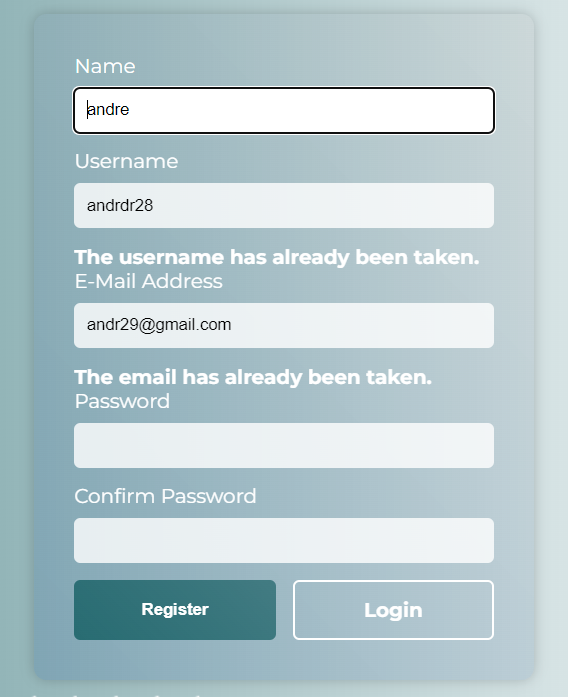 Name
andre
Username
andrdr28
The username has already been taken.
E-Mail Address
andr29@gmail.com
The email has already been taken.
Password
Confirm Password
Register
Login